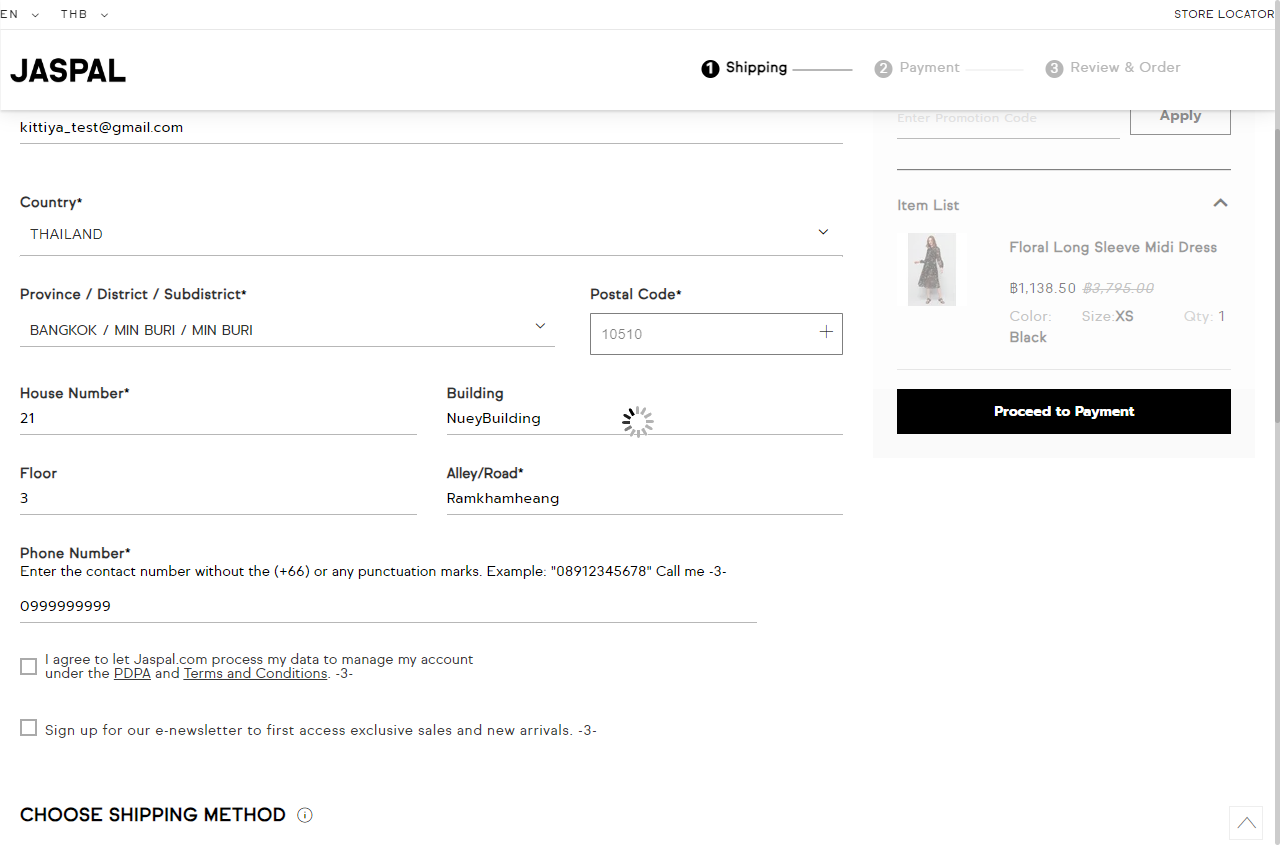 EN THB STORE LOCATOR
JASPAL
1 Shipping 2 Payment 3 Review & Order
kittiya_test@gmail.com
Enter Promotion Code Apply
Country*
THAILAND
Province / District / Subdistrict*
BANGKOK / MIN BURI / MIN BURI
Postal Code*
10510
House Number*
21
Building
NueyBuilding
Floor
3
Alley/Road*
Ramkhamheang
Phone Number*
Enter the contact number without the (+66) or any punctuation marks. Example: "08912345678" Call me -3-
0999999999
I agree to let Jaspal.com process my data to manage my account
under the PDPA and Terms and Conditions. -3-
Sign up for our e-newsletter to first access exclusive sales and new arrivals. -3-
CHOOSE SHIPPING METHOD i
Item List
Floral Long Sleeve Midi Dress
฿1,138.50 ฿3,795.00
Color: Size:XS Qty: 1
Black
Proceed to Payment